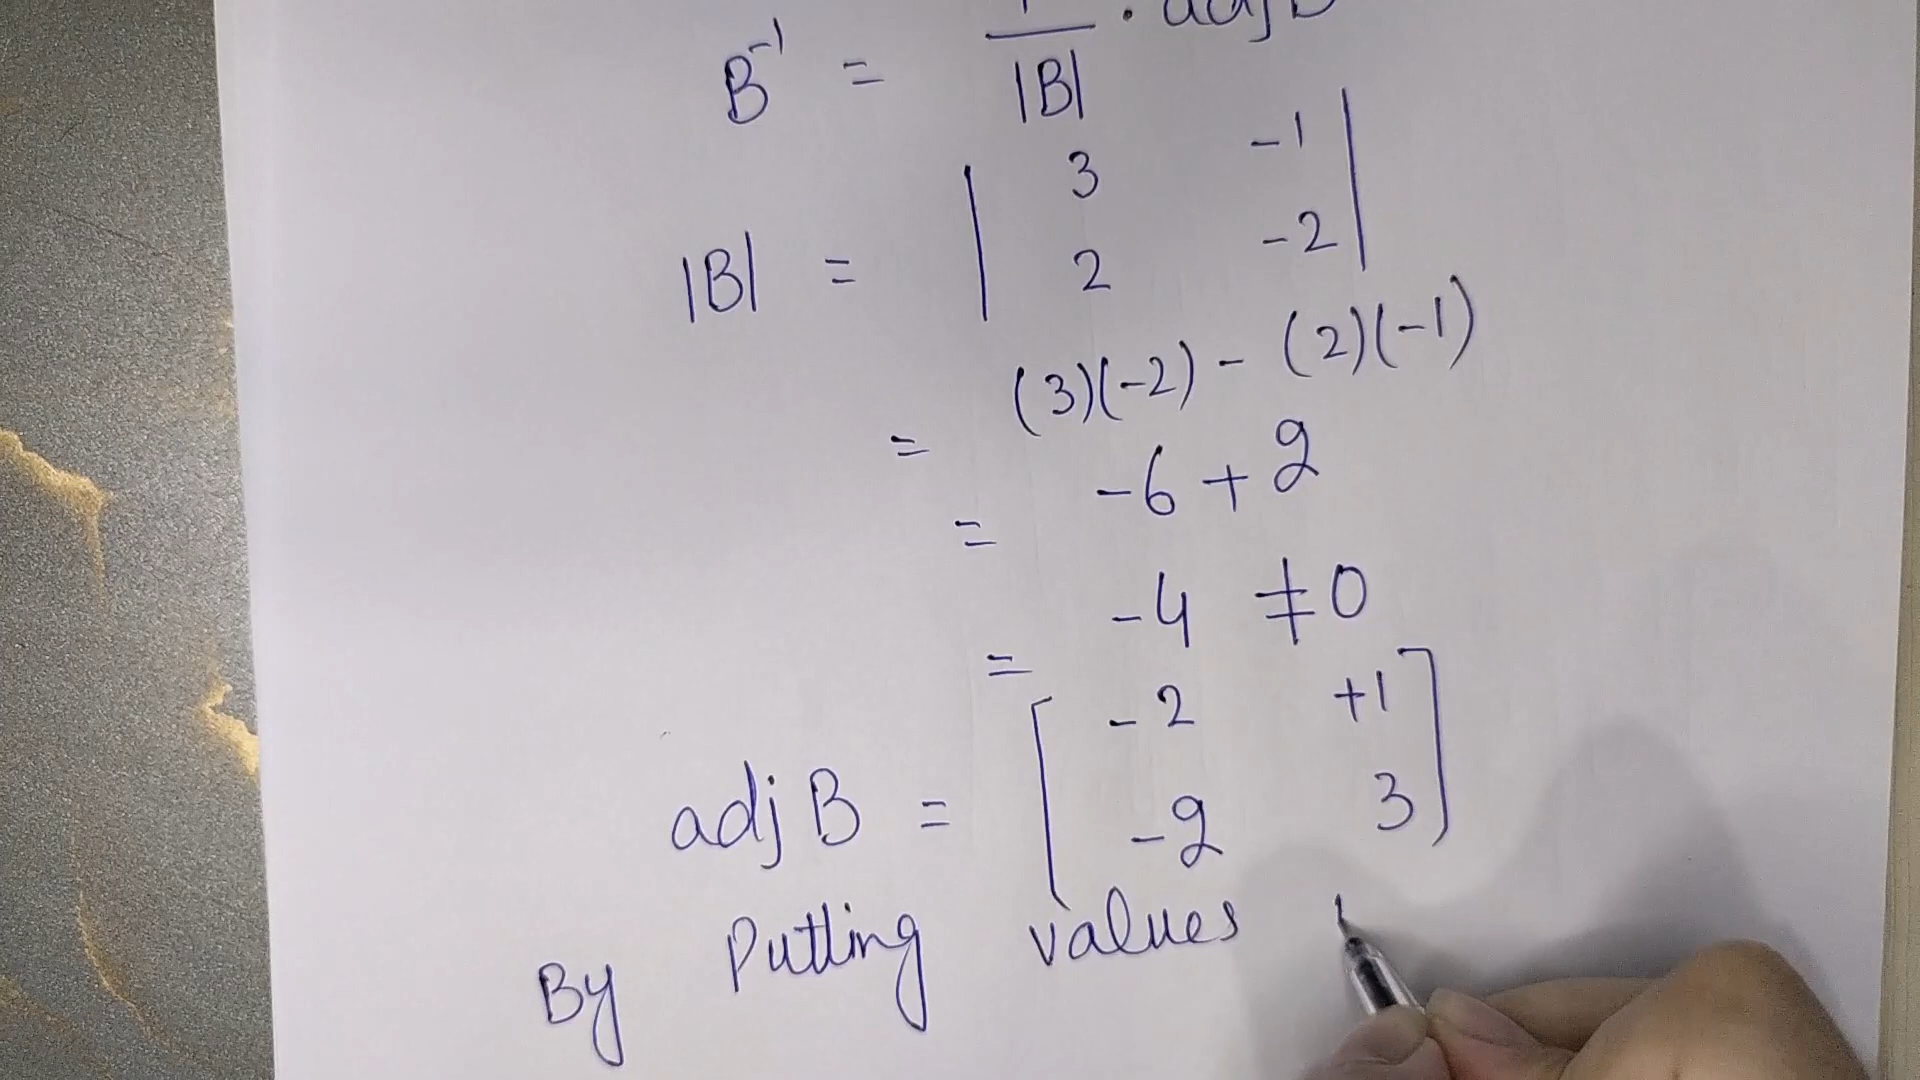 B⁻¹ = — . adj B
|B|
|B| = | 3 -1 |
| 2 -2 |
= (3)(-2) - (2)(-1)
= -6 + 2
= -4 ≠ 0
adj B = [ -2 +1
-2 3 ]
By Putting values